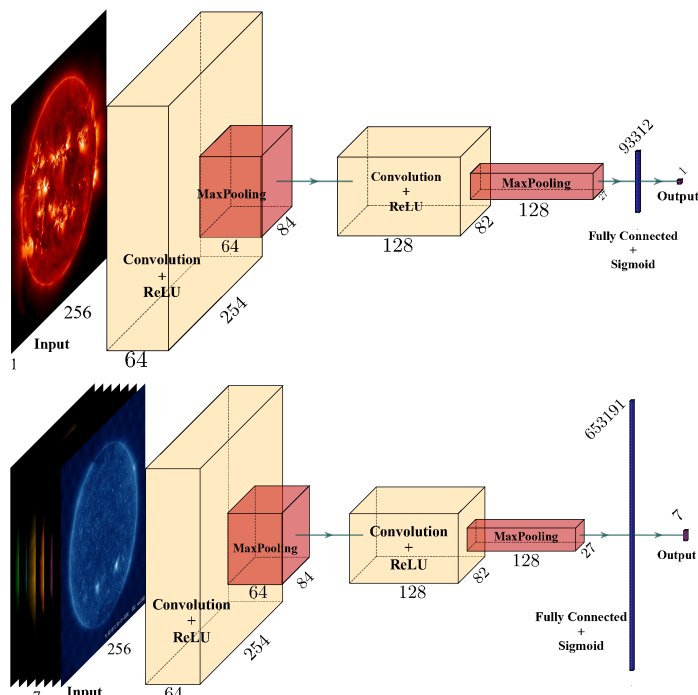 93312
1
Convolution
+
ReLU
MaxPooling
MaxPooling
27
Output
128
82
64
84
128
Fully Connected
+
Sigmoid
Convolution
+
ReLU
254
256
Input
1
64
653191
7
Convolution
+
ReLU
MaxPooling
MaxPooling
27
Output
128
82
64
84
128
Convolution
+
ReLU
Fully Connected
+
Sigmoid
254
256
7
Input
64